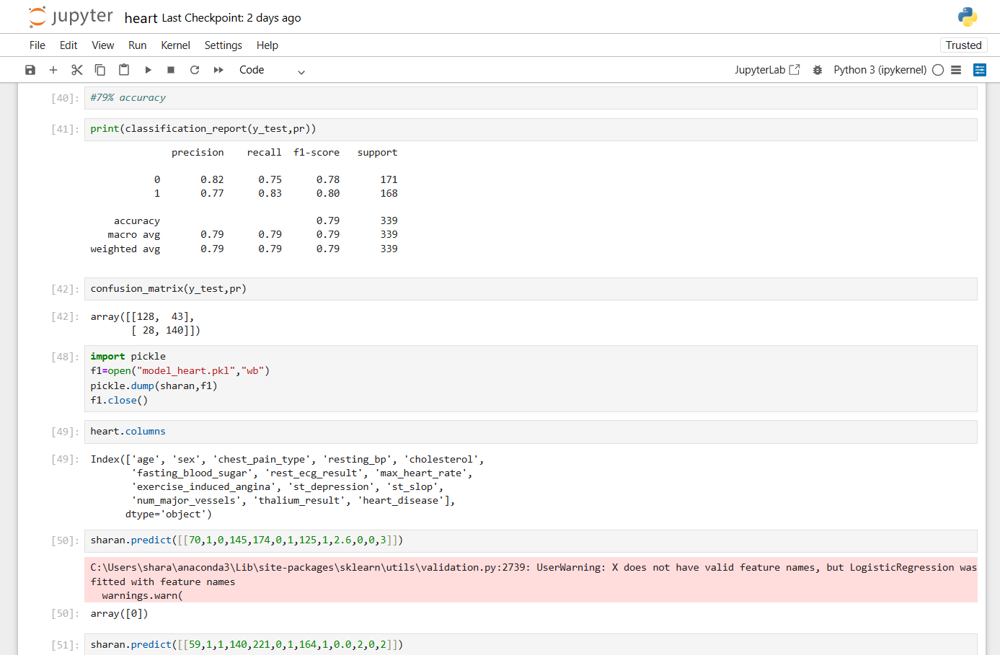 jupyter heart Last Checkpoint: 2 days ago
File Edit View Run Kernel Settings Help Trusted
Code JupyterLab Python 3 (ipykernel)
[40]: #79% accuracy
[41]: print(classification_report(y_test,pr))
precision recall f1-score support
0 0.82 0.75 0.78 171
1 0.77 0.83 0.80 168
accuracy 0.79 339
macro avg 0.79 0.79 0.79 339
weighted avg 0.79 0.79 0.79 339
[42]: confusion_matrix(y_test,pr)
[42]: array([[128, 43],
[ 28, 140]])
[48]: import pickle
f1=open("model_heart.pkl","wb")
pickle.dump(sharan,f1)
f1.close()
[49]: heart.columns
[49]: Index(['age', 'sex', 'chest_pain_type', 'resting_bp', 'cholesterol',
'fasting_blood_sugar', 'rest_ecg_result', 'max_heart_rate',
'exercise_induced_angina', 'st_depression', 'st_slop',
'num_major_vessels', 'thalium_result', 'heart_disease'],
dtype='object')
[50]: sharan.predict([[70,1,0,145,174,0,1,125,1,2.6,0,0,3]])
C:\Users\shara\anaconda3\Lib\site-packages\sklearn\utils\validation.py:2739: UserWarning: X does not have valid feature names, but LogisticRegression was
fitted with feature names
warnings.warn(
[50]: array([0])
[51]: sharan.predict([[59,1,1,140,221,0,1,164,1,0.0,2,0,2]])